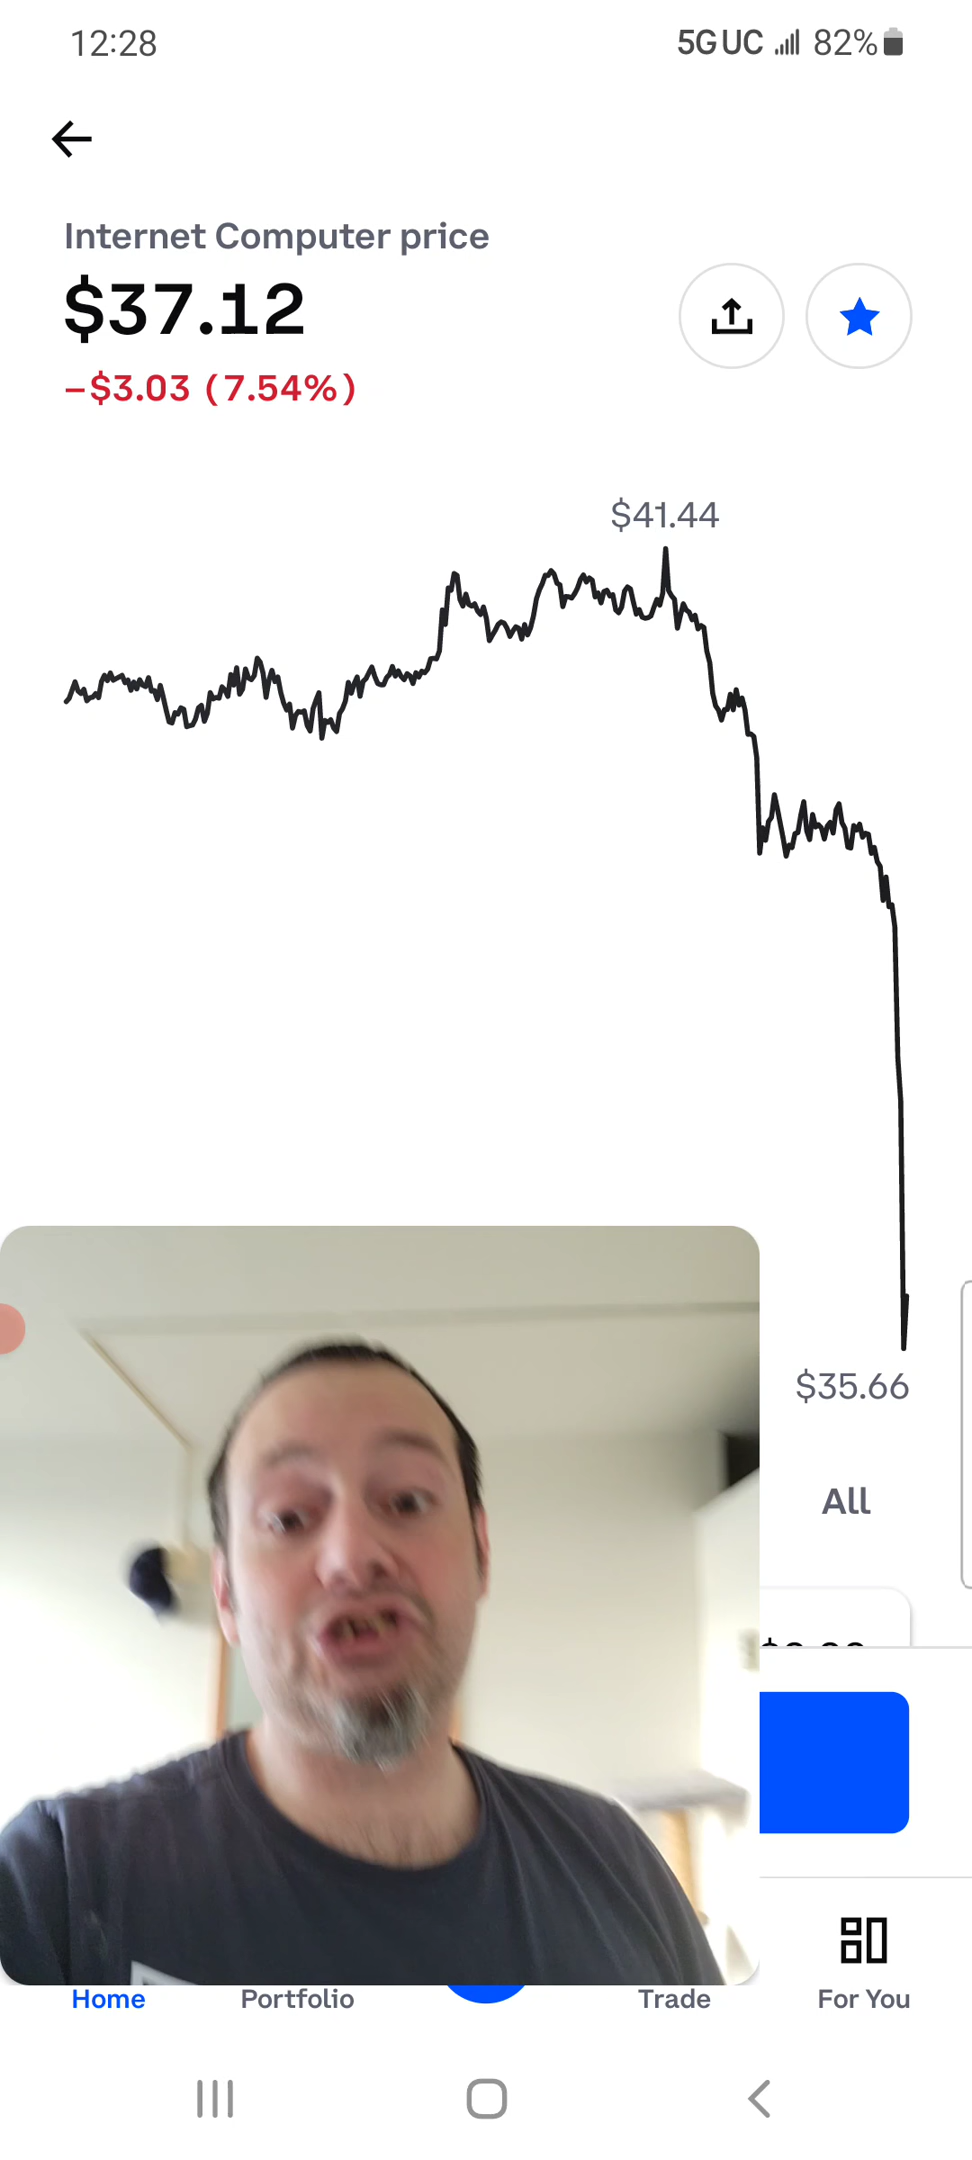 12:28
5G UC 82%
Internet Computer price
$37.12
–$3.03 (7.54%)
$41.44
$35.66
All
Home
Portfolio
Trade
For You